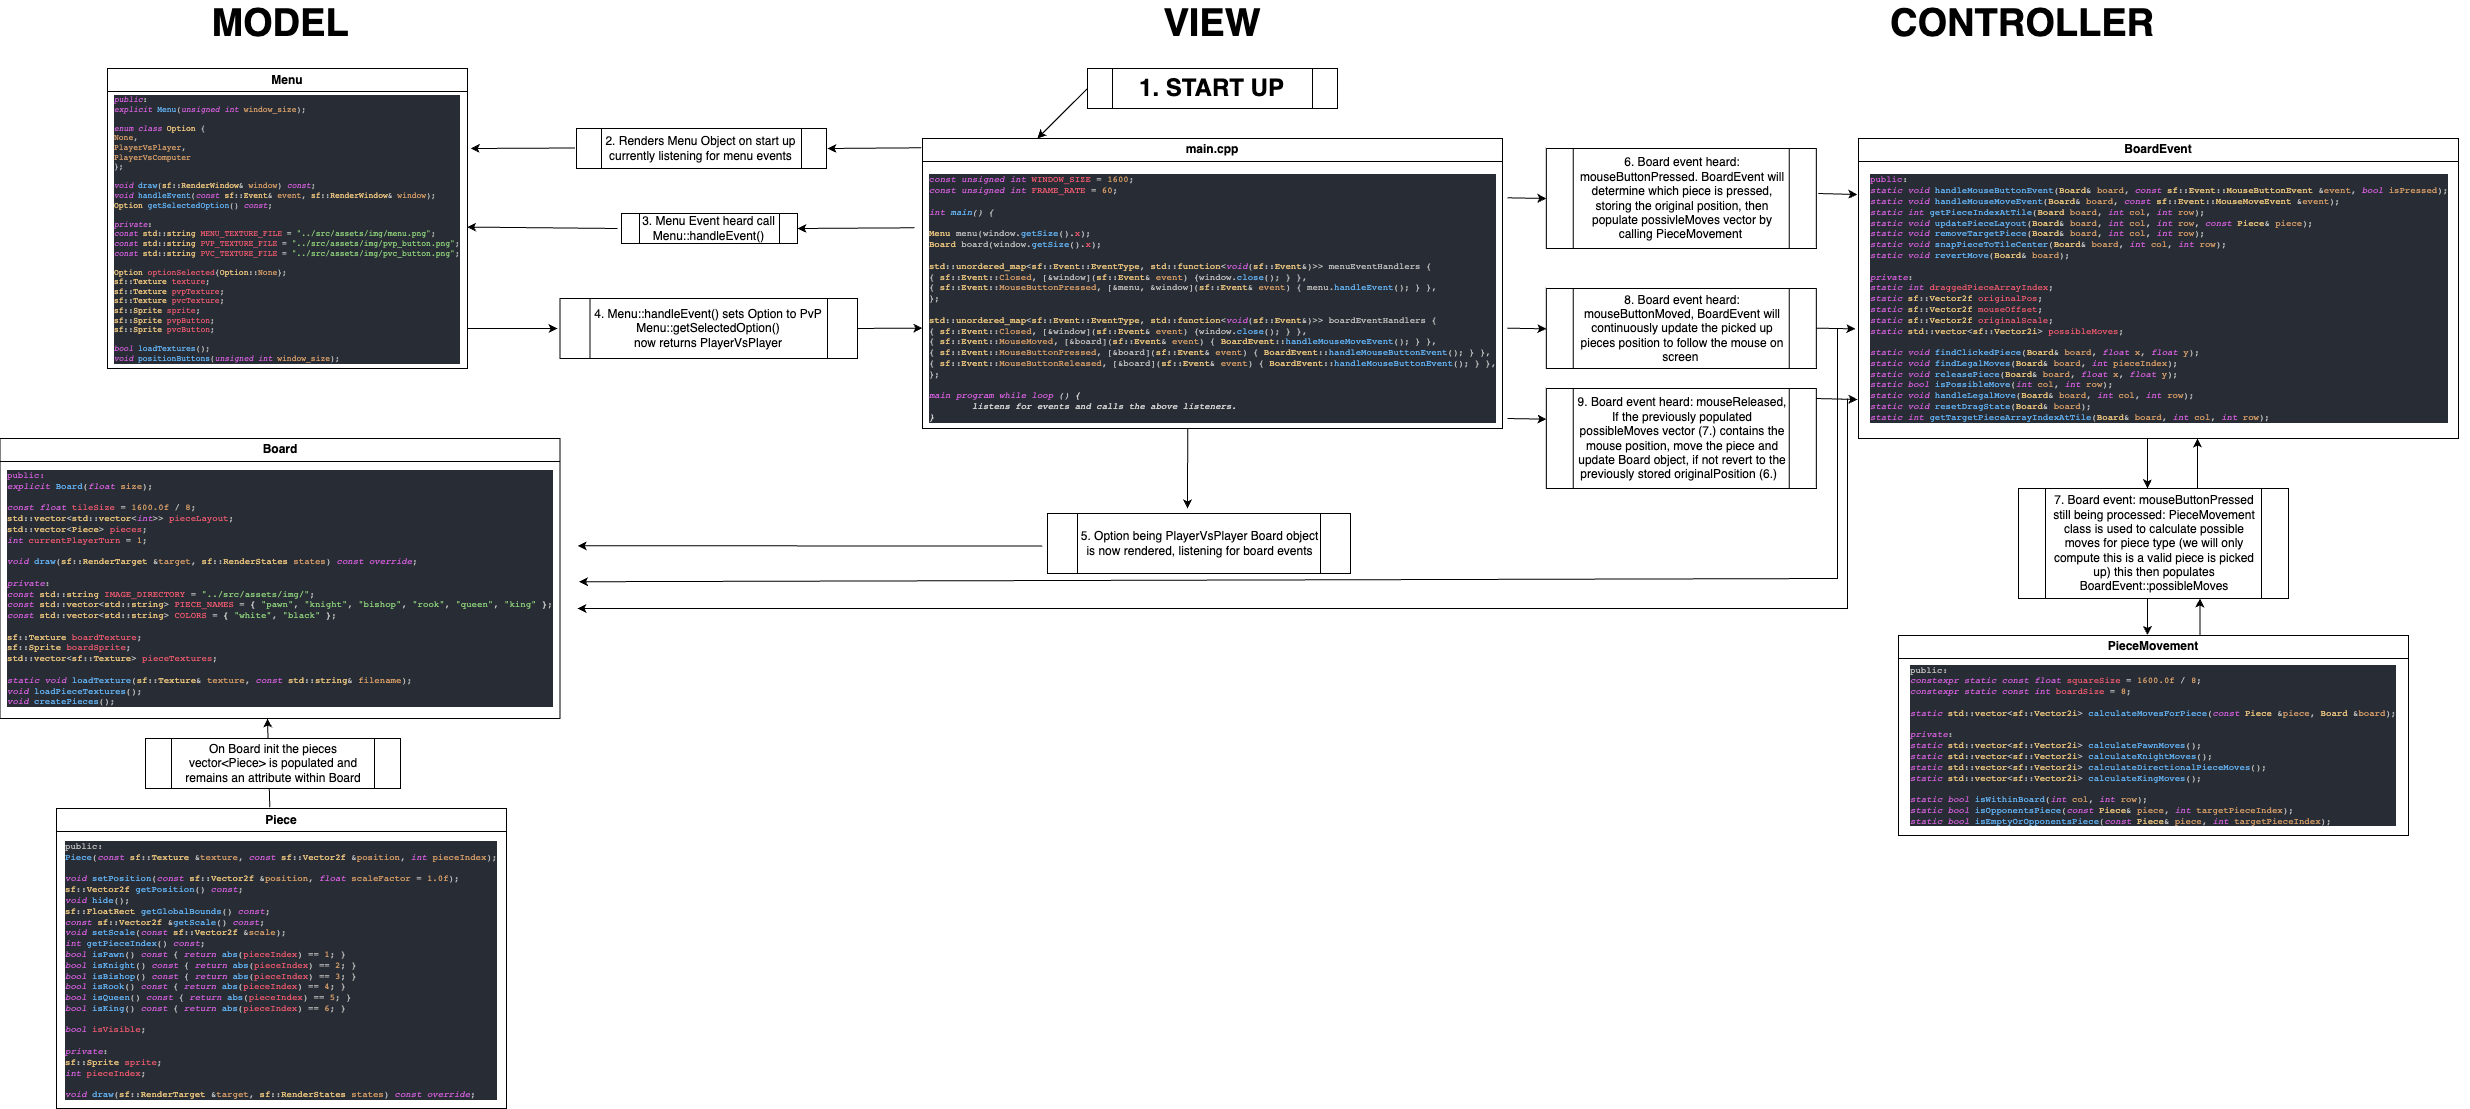 MODEL
VIEW
CONTROLLER
Menu
public:
explicit Menu(unsigned int window_size);
enum class Option {
None,
PlayerVsPlayer,
PlayerVsComputer
};
void draw(sf::RenderWindow& window) const;
void handleEvent(const sf::Event& event, sf::RenderWindow& window);
Option getSelectedOption() const;
private:
const std::string MENU_TEXTURE_FILE = "../src/assets/img/menu.png";
const std::string PVP_TEXTURE_FILE = "../src/assets/img/pvp_button.png";
const std::string PVC_TEXTURE_FILE = "../src/assets/img/pvc_button.png";
Option optionSelected{Option::None};
sf::Texture texture;
sf::Texture pvpTexture;
sf::Texture pvcTexture;
sf::Sprite sprite;
sf::Sprite pvpButton;
sf::Sprite pvcButton;
bool loadTextures();
void positionButtons(unsigned int window_size);
1. START UP
2. Renders Menu Object on start up
currently listening for menu events
3. Menu Event heard call
Menu::handleEvent()
4. Menu::handleEvent() sets Option to PvP
Menu::getSelectedOption()
now returns PlayerVsPlayer
main.cpp
const unsigned int WINDOW_SIZE = 1600;
const unsigned int FRAME_RATE = 60;
int main() {
Menu menu(window.getSize().x);
Board board(window.getSize().x);
std::unordered_map<sf::Event::EventType, std::function<void(sf::Event&)>> menuEventHandlers {
{ sf::Event::Closed, [&window](sf::Event& event) {window.close(); } },
{ sf::Event::MouseButtonPressed, [&menu, &window](sf::Event& event) { menu.handleEvent(); } },
};
std::unordered_map<sf::Event::EventType, std::function<void(sf::Event&)>> boardEventHandlers {
{ sf::Event::Closed, [&window](sf::Event& event) {window.close(); } },
{ sf::Event::MouseMoved, [&board](sf::Event& event) { BoardEvent::handleMouseMoveEvent(); } },
{ sf::Event::MouseButtonPressed, [&board](sf::Event& event) { BoardEvent::handleMouseButtonEvent(); } },
{ sf::Event::MouseButtonReleased, [&board](sf::Event& event) { BoardEvent::handleMouseButtonEvent(); } },
};
main program while loop () {
listens for events and calls the above listeners.
}
5. Option being PlayerVsPlayer Board object
is now rendered, listening for board events
6. Board event heard:
mouseButtonPressed. BoardEvent will
determine which piece is pressed,
storing the original position, then
populate possivleMoves vector by
calling PieceMovement
8. Board event heard:
mouseButtonMoved, BoardEvent will
continuously update the picked up
pieces position to follow the mouse on
screen
9. Board event heard: mouseReleased,
If the previously populated
possibleMoves vector (7.) contains the
mouse position, move the piece and
update Board object, if not revert to the
previously stored originalPosition (6.)
BoardEvent
public:
static void handleMouseButtonEvent(Board& board, const sf::Event::MouseButtonEvent &event, bool isPressed);
static void handleMouseMoveEvent(Board& board, const sf::Event::MouseMoveEvent &event);
static int getPieceIndexAtTile(Board board, int col, int row);
static void updatePieceLayout(Board& board, int col, int row, const Piece& piece);
static void removeTargetPiece(Board& board, int col, int row);
static void snapPieceToTileCenter(Board& board, int col, int row);
static void revertMove(Board& board);
private:
static int draggedPieceArrayIndex;
static sf::Vector2f originalPos;
static sf::Vector2f mouseOffset;
static sf::Vector2f originalScale;
static std::vector<sf::Vector2i> possibleMoves;
static void findClickedPiece(Board& board, float x, float y);
static void findLegalMoves(Board& board, int pieceIndex);
static void releasePiece(Board& board, float x, float y);
static bool isPossibleMove(int col, int row);
static void handleLegalMove(Board& board, int col, int row);
static void resetDragState(Board& board);
static int getTargetPieceArrayIndexAtTile(Board& board, int col, int row);
7. Board event: mouseButtonPressed
still being processed: PieceMovement
class is used to calculate possible
moves for piece type (we will only
compute this is a valid piece is picked
up) this then populates
BoardEvent::possibleMoves
PieceMovement
public:
constexpr static const float squareSize = 1600.0f / 8;
constexpr static const int boardSize = 8;
static std::vector<sf::Vector2i> calculateMovesForPiece(const Piece &piece, Board &board);
private:
static std::vector<sf::Vector2i> calculatePawnMoves();
static std::vector<sf::Vector2i> calculateKnightMoves();
static std::vector<sf::Vector2i> calculateDirectionalPieceMoves();
static std::vector<sf::Vector2i> calculateKingMoves();
static bool isWithinBoard(int col, int row);
static bool isOpponentsPiece(const Piece& piece, int targetPieceIndex);
static bool isEmptyOrOpponentsPiece(const Piece& piece, int targetPieceIndex);
Board
public:
explicit Board(float size);
const float tileSize = 1600.0f / 8;
std::vector<std::vector<int>> pieceLayout;
std::vector<Piece> pieces;
int currentPlayerTurn = 1;
void draw(sf::RenderTarget &target, sf::RenderStates states) const override;
private:
const std::string IMAGE_DIRECTORY = "../src/assets/img/";
const std::vector<std::string> PIECE_NAMES = { "pawn", "knight", "bishop", "rook", "queen", "king" };
const std::vector<std::string> COLORS = { "white", "black" };
sf::Texture boardTexture;
sf::Sprite boardSprite;
std::vector<sf::Texture> pieceTextures;
static void loadTexture(sf::Texture& texture, const std::string& filename);
void loadPieceTextures();
void createPieces();
On Board init the pieces
vector<Piece> is populated and
remains an attribute within Board
Piece
public:
Piece(const sf::Texture &texture, const sf::Vector2f &position, int pieceIndex);
void setPosition(const sf::Vector2f &position, float scaleFactor = 1.0f);
sf::Vector2f getPosition() const;
void hide();
sf::FloatRect getGlobalBounds() const;
const sf::Vector2f &getScale() const;
void setScale(const sf::Vector2f &scale);
int getPieceIndex() const;
bool isPawn() const { return abs(pieceIndex) == 1; }
bool isKnight() const { return abs(pieceIndex) == 2; }
bool isBishop() const { return abs(pieceIndex) == 3; }
bool isRook() const { return abs(pieceIndex) == 4; }
bool isQueen() const { return abs(pieceIndex) == 5; }
bool isKing() const { return abs(pieceIndex) == 6; }
bool isVisible;
private:
sf::Sprite sprite;
int pieceIndex;
void draw(sf::RenderTarget &target, sf::RenderStates states) const override;